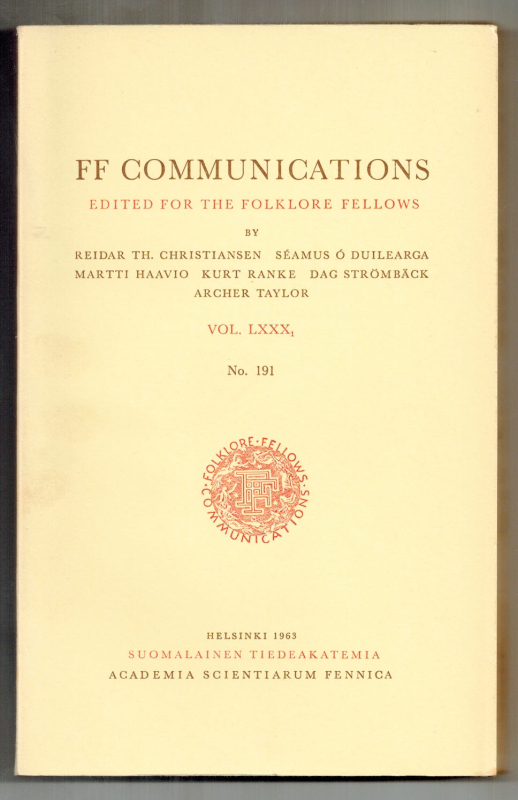 FF COMMUNICATIONS
EDITED FOR THE FOLKLORE FELLOWS
BY
REIDAR TH. CHRISTIANSEN SÉAMUS Ó DUILEARGA
MARTTI HAAVIO KURT RANKE DAG STRÖMBÄCK
ARCHER TAYLOR
VOL. LXXX₁
No. 191
FOLKLORE·FELLOWS·
COMMUNICATIONS
FF
HELSINKI 1963
SUOMALAINEN TIEDEAKATEMIA
ACADEMIA SCIENTIARUM FENNICA